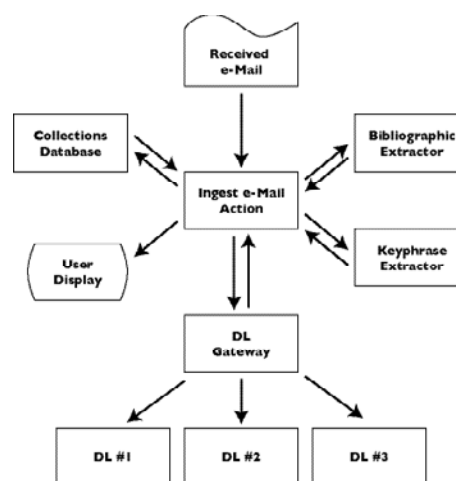 Received
e-Mail
Collections
Database
Bibliographic
Extractor
Ingest e-Mail
Action
User
Display
Keyphrase
Extractor
DL
Gateway
DL #1
DL #2
DL #3